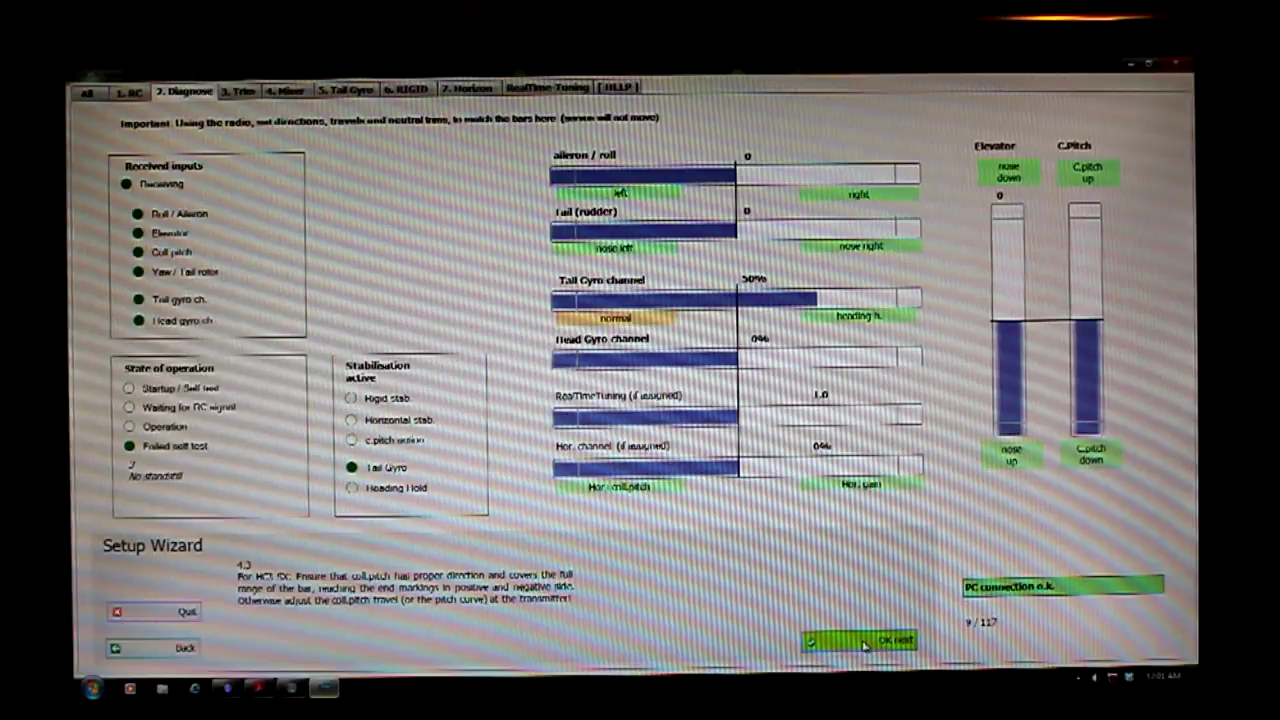 All
1. RC
2. Diagnose
3. Trim
4. Mixer
5. Tail Gyro
6. RIGID
7. Horizon
RealTime-Tuning
[ HLLP ]
Important: Using the radio, set directions, travels and neutral trims, to match the bars here (servos will not move)
Received inputs
Receiving
Roll / Aileron
Elevator
Coll.pitch
Yaw / Tail rotor
Tail gyro ch.
Head gyro ch
State of operation
Startup / Self test
Waiting for RC signal
Operation
Failed self test
3
No standstill
Stabilisation
active
Rigid stab.
Horizontal stab.
c.pitch action
Tail Gyro
Heading Hold
aileron / roll
0
left
right
Tail (rudder)
0
nose left
nose right
Tail Gyro channel
50%
normal
heading h.
Head Gyro channel
0%
RealTimeTuning (if assigned)
1.0
Hor. channel (if assigned)
0%
Hor+coll.pitch
Hor. gain
Elevator
C.Pitch
nose
down
C.pitch
up
0
nose
up
C.pitch
down
Setup Wizard
4.3
For HC3 SX: Ensure that coll.pitch has proper direction and covers the full
range of the bar, reaching the end markings in positive and negative side.
Otherwise adjust the coll.pitch travel (or the pitch curve) at the transmitter!
Quit
Back
OK next
PC connection o.k.
9 / 117
12:01 AM